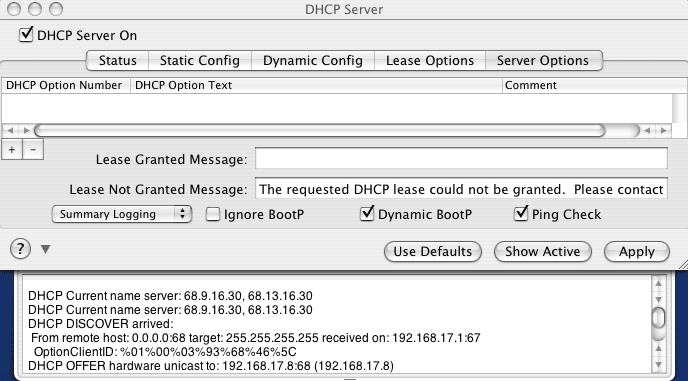 DHCP Server
DHCP Server On
Status Static Config Dynamic Config Lease Options Server Options
DHCP Option Number DHCP Option Text Comment
+ -
Lease Granted Message:
Lease Not Granted Message: The requested DHCP lease could not be granted. Please contact
Summary Logging Ignore BootP Dynamic BootP Ping Check
? Use Defaults Show Active Apply
DHCP Current name server: 68.9.16.30, 68.13.16.30
DHCP Current name server: 68.9.16.30, 68.13.16.30
DHCP DISCOVER arrived:
From remote host: 0.0.0.0:68 target: 255.255.255.255 received on: 192.168.17.1:67
OptionClientID: %01%00%03%93%68%46%5C
DHCP OFFER hardware unicast to: 192.168.17.8:68 (192.168.17.8)